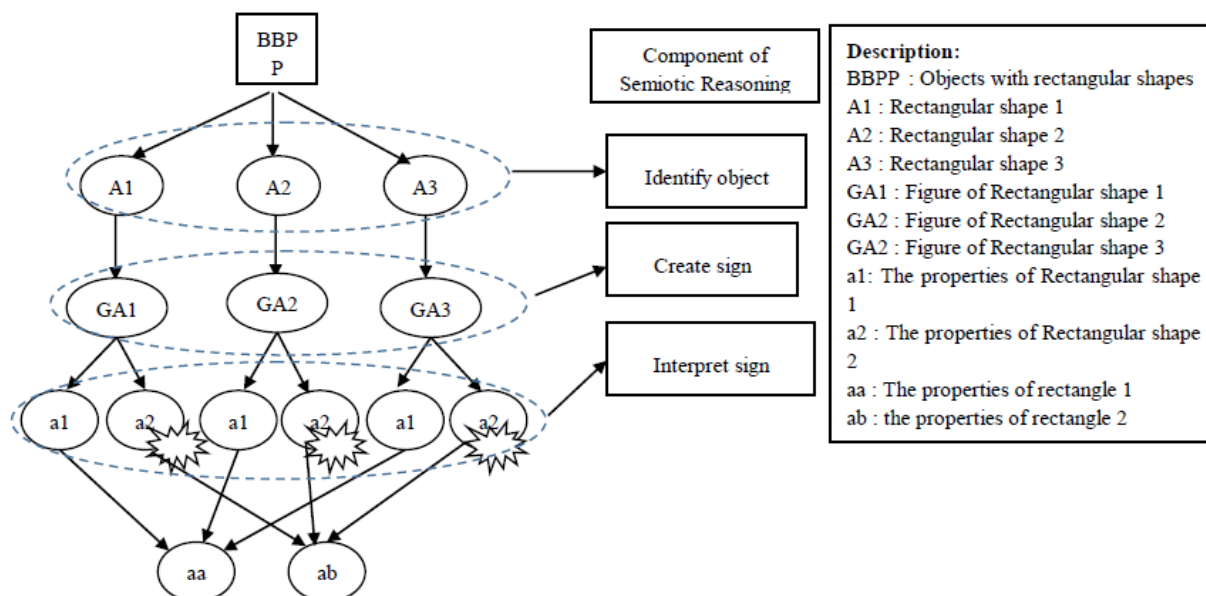 BBP
P
Component of
Semiotic Reasoning
A1
A2
A3
Identify object
GA1
GA2
GA3
Create sign
a1
a2
a1
a2
a1
a2
Interpret sign
aa
ab
Description:
BBPP : Objects with rectangular shapes
A1 : Rectangular shape 1
A2 : Rectangular shape 2
A3 : Rectangular shape 3
GA1 : Figure of Rectangular shape 1
GA2 : Figure of Rectangular shape 2
GA2 : Figure of Rectangular shape 3
a1: The properties of Rectangular shape
1
a2 : The properties of Rectangular shape
2
aa : The properties of rectangle 1
ab : the properties of rectangle 2